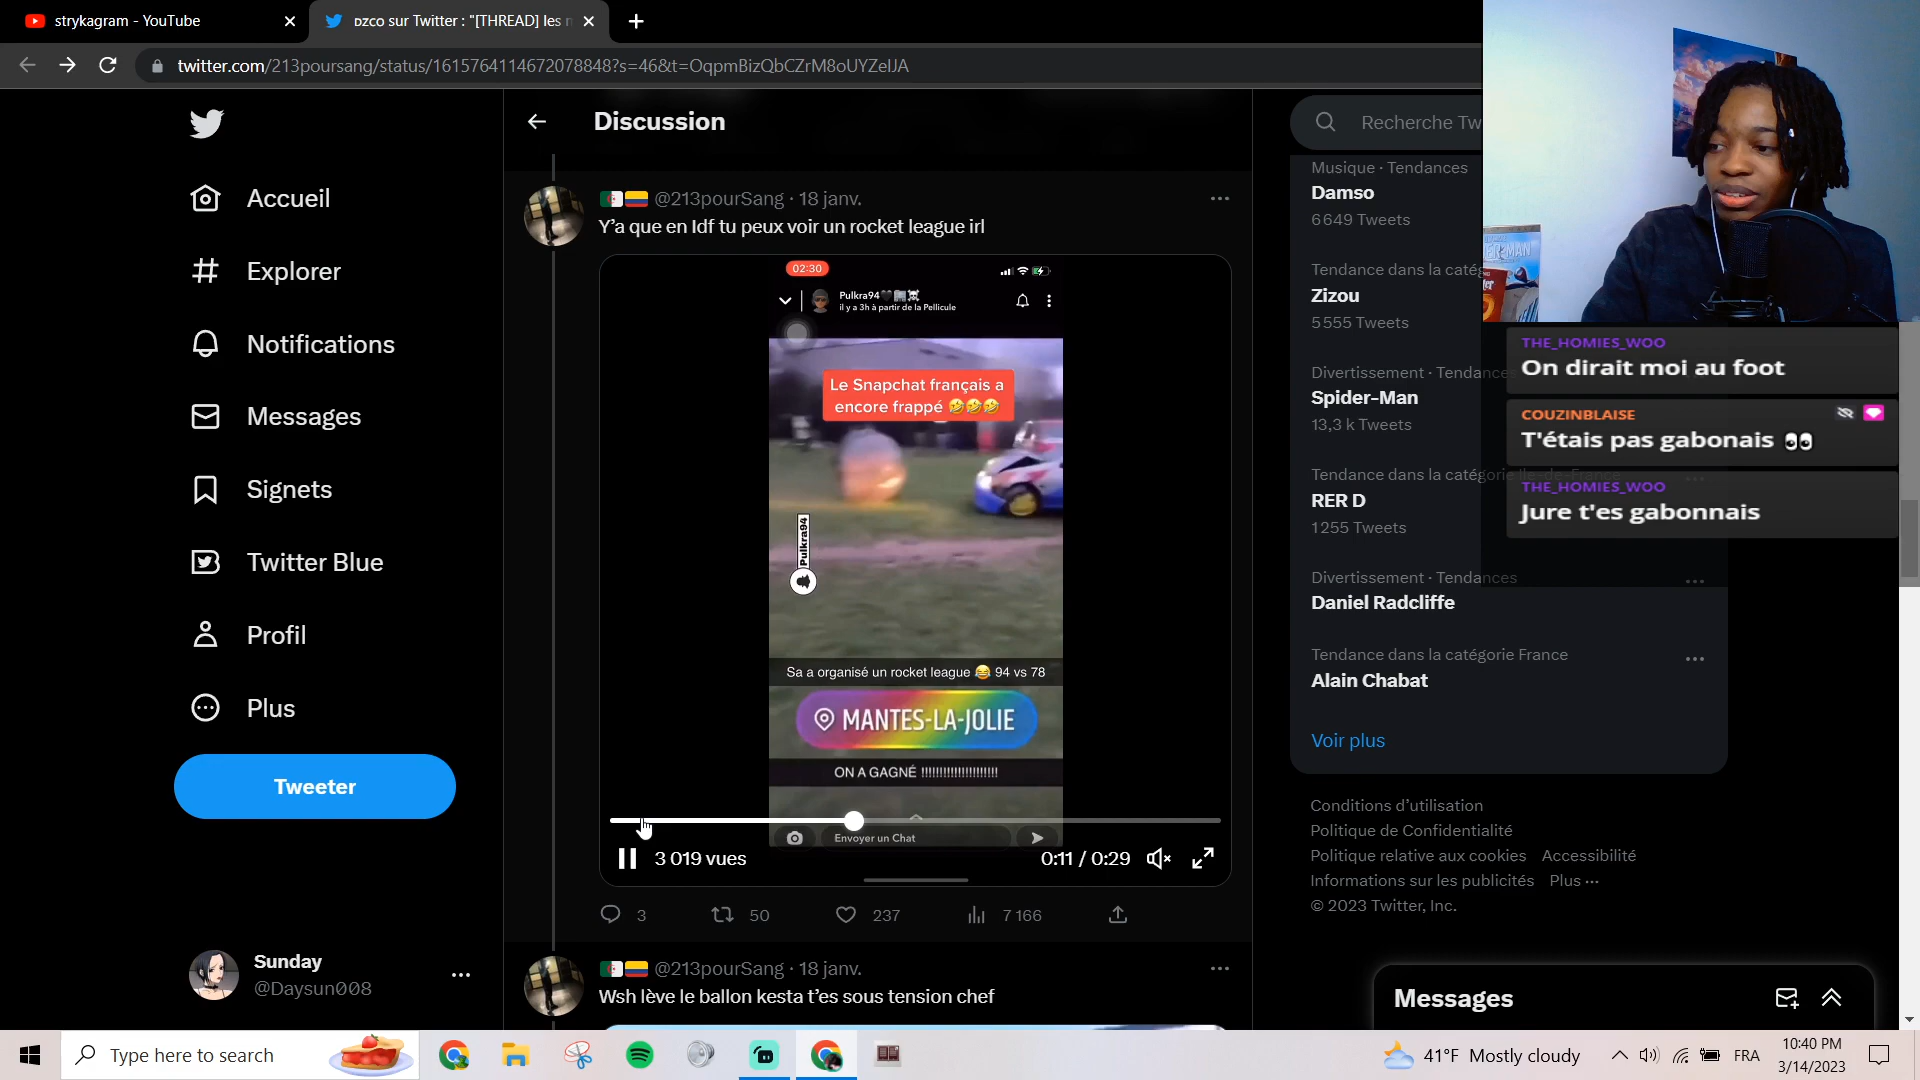 strykagram - YouTube
DZCO sur Twitter : "[THREAD] les n
twitter.com/213poursang/status/1615764114672078848?s=46&t=OqpmBizQbCZrM8oUYZeIJA
Accueil
Explorer
Notifications
Messages
Signets
Twitter Blue
Profil
Plus
Tweeter
Sunday
@Daysun008
Discussion
@213pourSang · 18 janv.
Y'a que en Idf tu peux voir un rocket league irl
02:30
Pulkra94
il y a 3h à partir de la Pellicule
Le Snapchat français a
encore frappé 🤣🤣🤣
Pulkra94
Sa a organisé un rocket league 😂 94 vs 78
MANTES-LA-JOLIE
ON A GAGNÉ !!!!!!!!!!!!!!!!!!!!
Envoyer un Chat
3 019 vues
0:11 / 0:29
3
50
237
7 166
@213pourSang · 18 janv.
Wsh lève le ballon kesta t'es sous tension chef
Recherche Tw
Musique · Tendances
Damso
6 649 Tweets
Tendance dans la caté
Zizou
5 555 Tweets
Divertissement · Tendance
Spider-Man
13,3 k Tweets
Tendance dans la catégorie Ile-de-France
RER D
1 255 Tweets
Divertissement · Tendances
Daniel Radcliffe
Tendance dans la catégorie France
Alain Chabat
Voir plus
Conditions d'utilisation
Politique de Confidentialité
Politique relative aux cookies Accessibilité
Informations sur les publicités Plus ···
© 2023 Twitter, Inc.
Messages
THE_HOMIES_WOO
On dirait moi au foot
COUZINBLAISE
T'étais pas gabonais 👀
THE_HOMIES_WOO
Jure t'es gabonnais
Type here to search
41°F Mostly cloudy
FRA
10:40 PM
3/14/2023